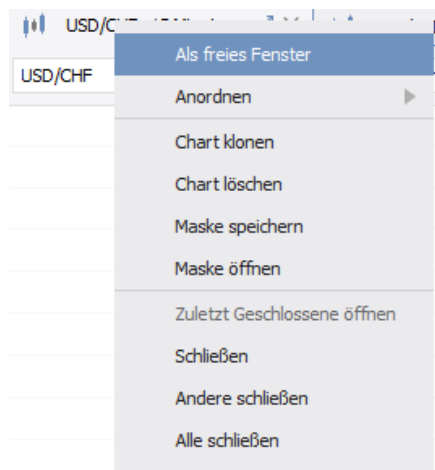 USD/C
Als freies Fenster
USD/CHF
Anordnen
Chart klonen
Chart löschen
Maske speichern
Maske öffnen
Zuletzt Geschlossene öffnen
Schließen
Andere schließen
Alle schließen